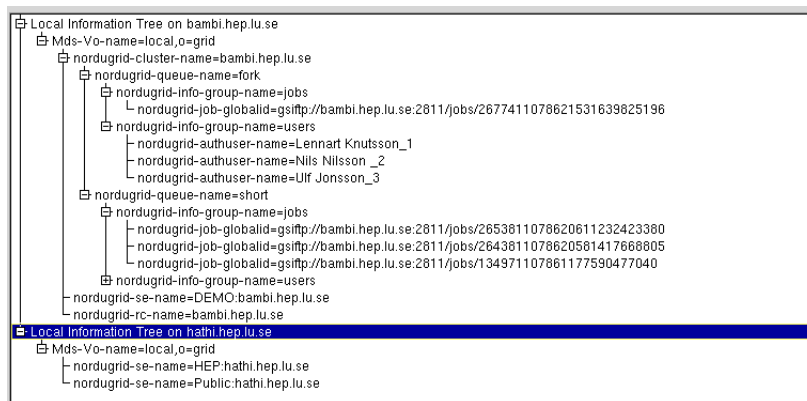 Local Information Tree on bambi.hep.lu.se
Mds-Vo-name=local,o=grid
nordugrid-cluster-name=bambi.hep.lu.se
nordugrid-queue-name=fork
nordugrid-info-group-name=jobs
nordugrid-job-globalid=gsiftp://bambi.hep.lu.se:2811/jobs/2677411078621531639825196
nordugrid-info-group-name=users
nordugrid-authuser-name=Lennart Knutsson_1
nordugrid-authuser-name=Nils Nilsson _2
nordugrid-authuser-name=Ulf Jonsson_3
nordugrid-queue-name=short
nordugrid-info-group-name=jobs
nordugrid-job-globalid=gsiftp://bambi.hep.lu.se:2811/jobs/2653811078620611232423380
nordugrid-job-globalid=gsiftp://bambi.hep.lu.se:2811/jobs/2643811078620581417668805
nordugrid-job-globalid=gsiftp://bambi.hep.lu.se:2811/jobs/134971107861177590477040
nordugrid-info-group-name=users
nordugrid-se-name=DEMO:bambi.hep.lu.se
nordugrid-rc-name=bambi.hep.lu.se
Local Information Tree on hathi.hep.lu.se
Mds-Vo-name=local,o=grid
nordugrid-se-name=HEP:hathi.hep.lu.se
nordugrid-se-name=Public:hathi.hep.lu.se